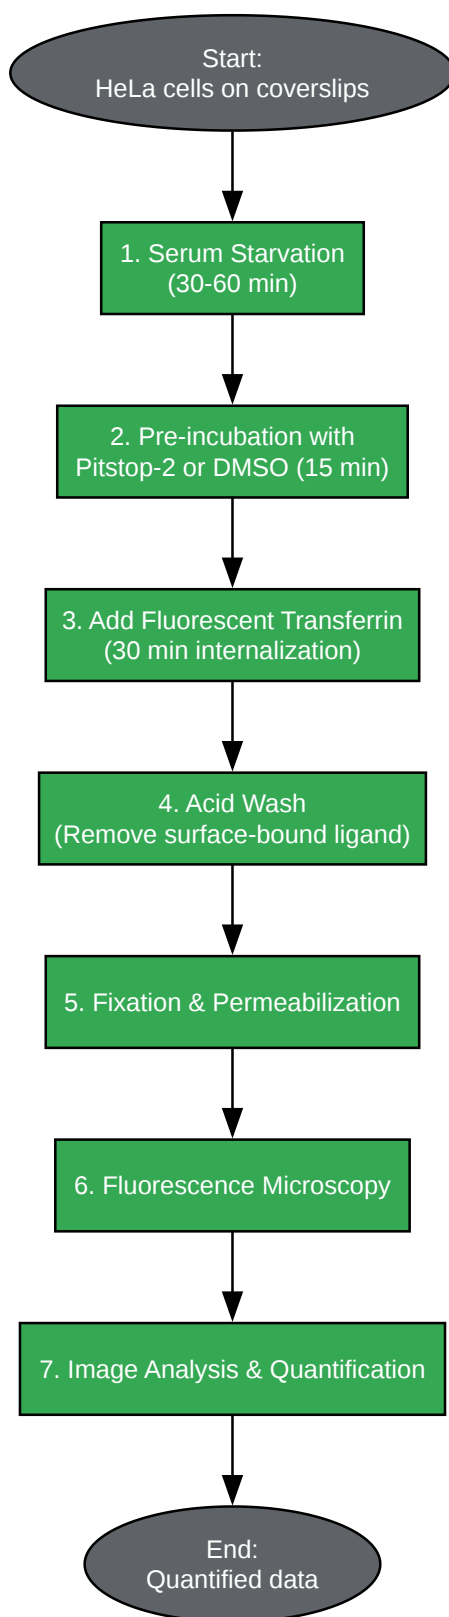 Start:
HeLa cells on coverslips
1. Serum Starvation
(30-60 min)
2. Pre-incubation with
Pitstop-2 or DMSO (15 min)
3. Add Fluorescent Transferrin
(30 min internalization)
4. Acid Wash
(Remove surface-bound ligand)
5. Fixation & Permeabilization
6. Fluorescence Microscopy
7. Image Analysis & Quantification
End:
Quantified data